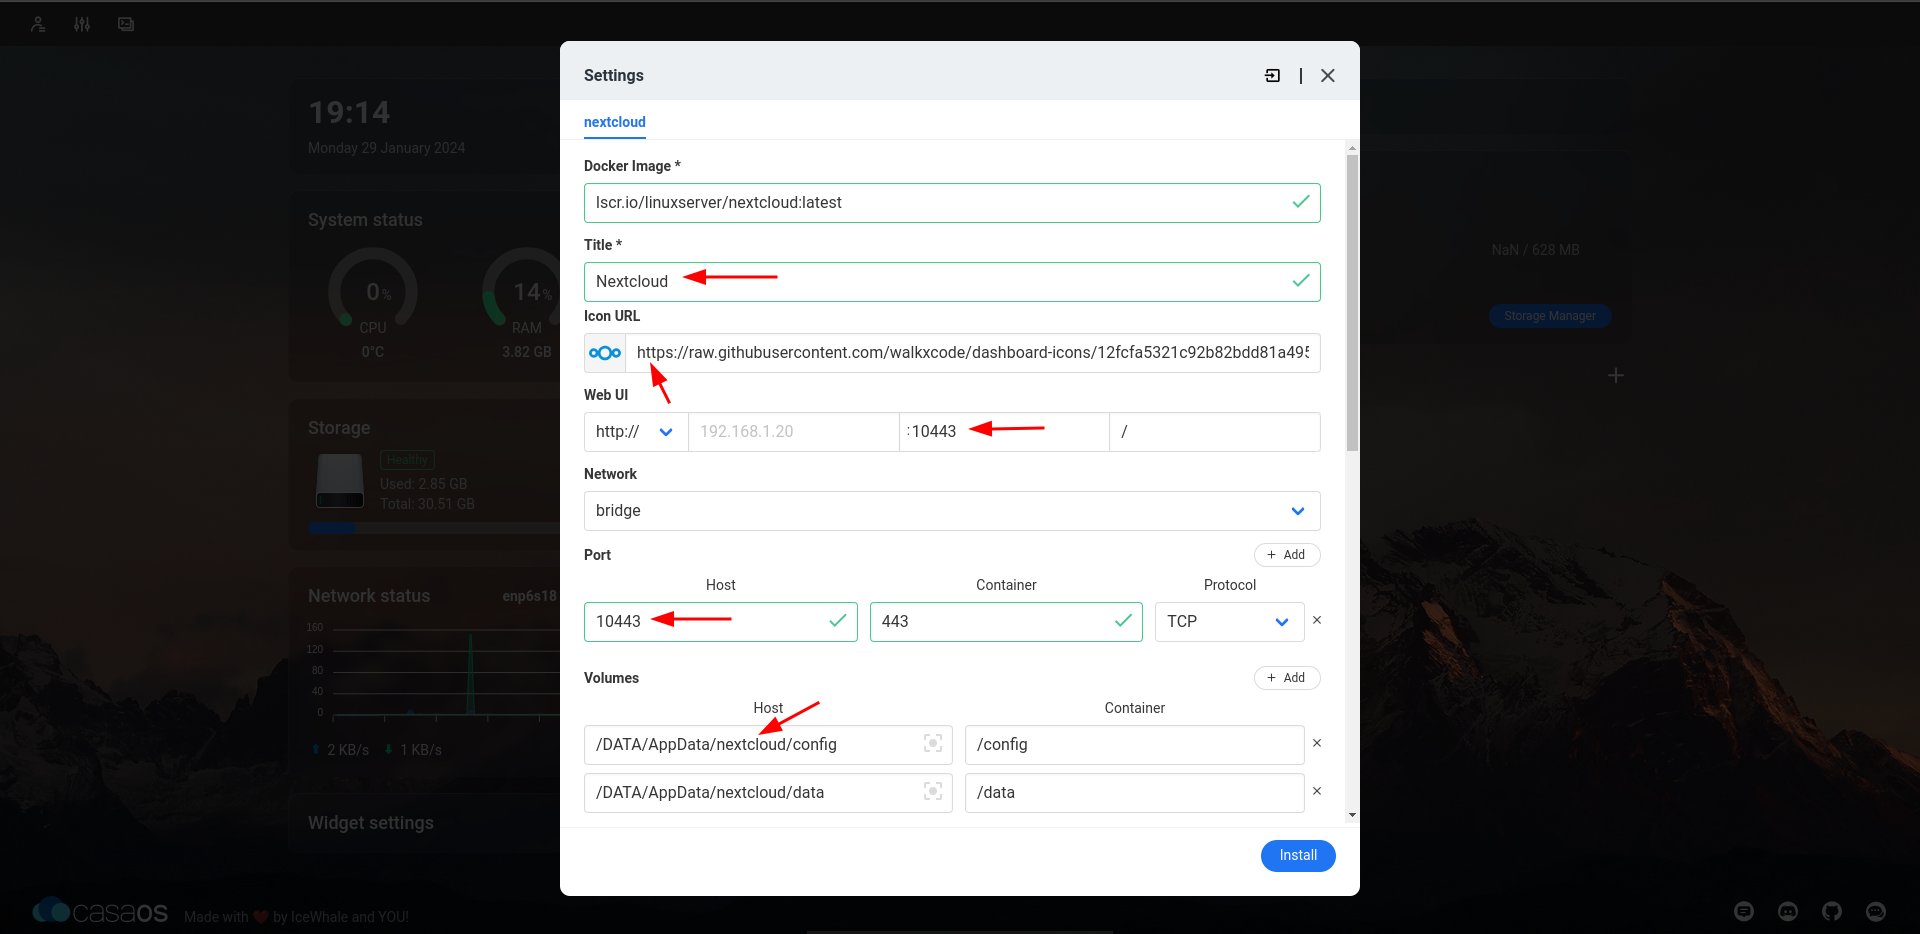 Settings
nextcloud
Docker Image *
lscr.io/linuxserver/nextcloud:latest
Title *
Nextcloud
Icon URL
https://raw.githubusercontent.com/walkxcode/dashboard-icons/12fcfa5321c92b82bdd81a495
Web UI
http:// 192.168.1.20 :10443 /
Network
bridge
Port + Add
Host Container Protocol
10443 443 TCP ×
Volumes + Add
Host Container
/DATA/AppData/nextcloud/config /config ×
/DATA/AppData/nextcloud/data /data ×
Install
19:14
Monday 29 January 2024
System status
0% 14%
CPU RAM
0°C 3.82 GB
Storage
Healthy
Used: 2.85 GB
Total: 30.51 GB
Network status enp6s18
160
120
80
40
0
2 KB/s 1 KB/s
Widget settings
NaN / 628 MB
Storage Manager
casaos Made with ❤️ by IceWhale and YOU!